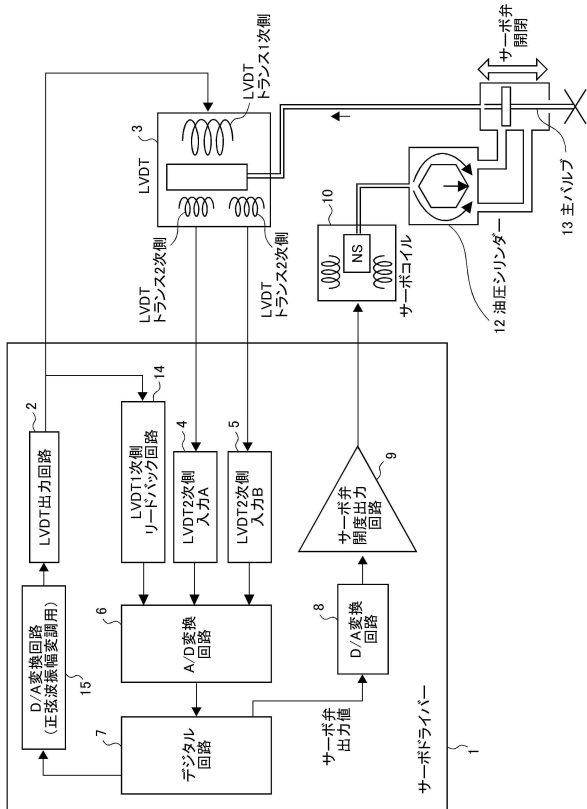 サーボドライバー
1
D/A変換回路
(正弦波振幅変調用)
15
LVDT出力回路
2
LVDT1次側
リードバック回路
14
LVDT2次側
入力A
4
LVDT2次側
入力B
5
A/D変換
回路
6
デジタル
回路
7
サーボ弁
出力値
D/A変換
回路
8
サーボ弁
開度出力
回路
9
LVDT
3
LVDT
トランス1次側
LVDT
トランス2次側
LVDT
トランス2次側
サーボコイル
10
NS
12 油圧シリンダー
13 主バルブ
サーボ弁
開閉